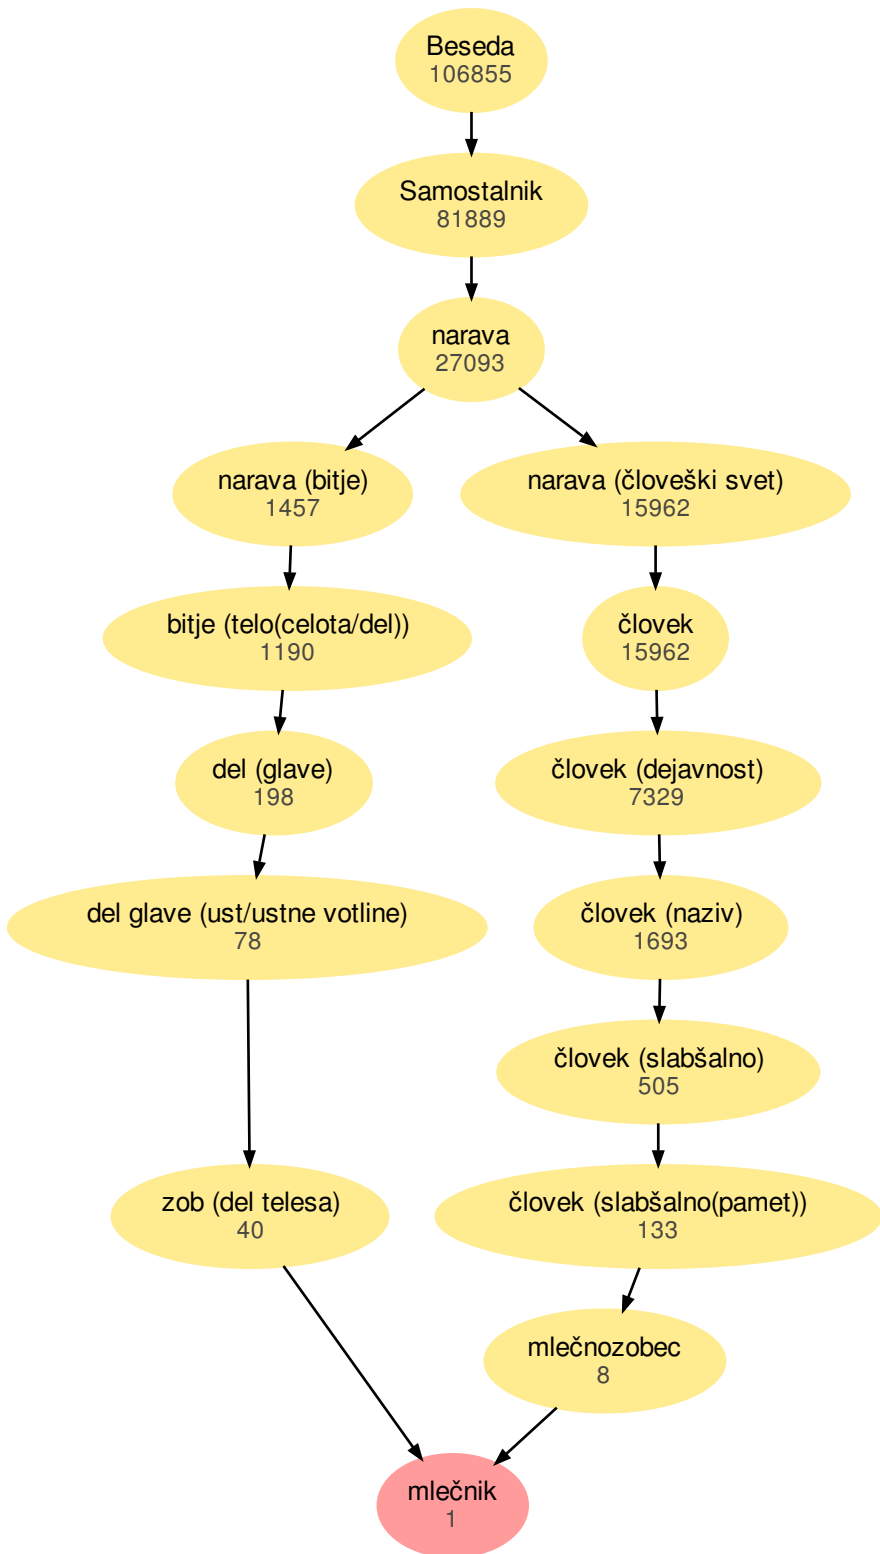 Beseda
106855
Samostalnik
81889
narava
27093
narava (bitje)
1457
narava (človeški svet)
15962
bitje (telo(celota/del))
1190
človek
15962
del (glave)
198
človek (dejavnost)
7329
del glave (ust/ustne votline)
78
človek (naziv)
1693
človek (slabšalno)
505
zob (del telesa)
40
človek (slabšalno(pamet))
133
mlečnozobec
8
mlečnik
1